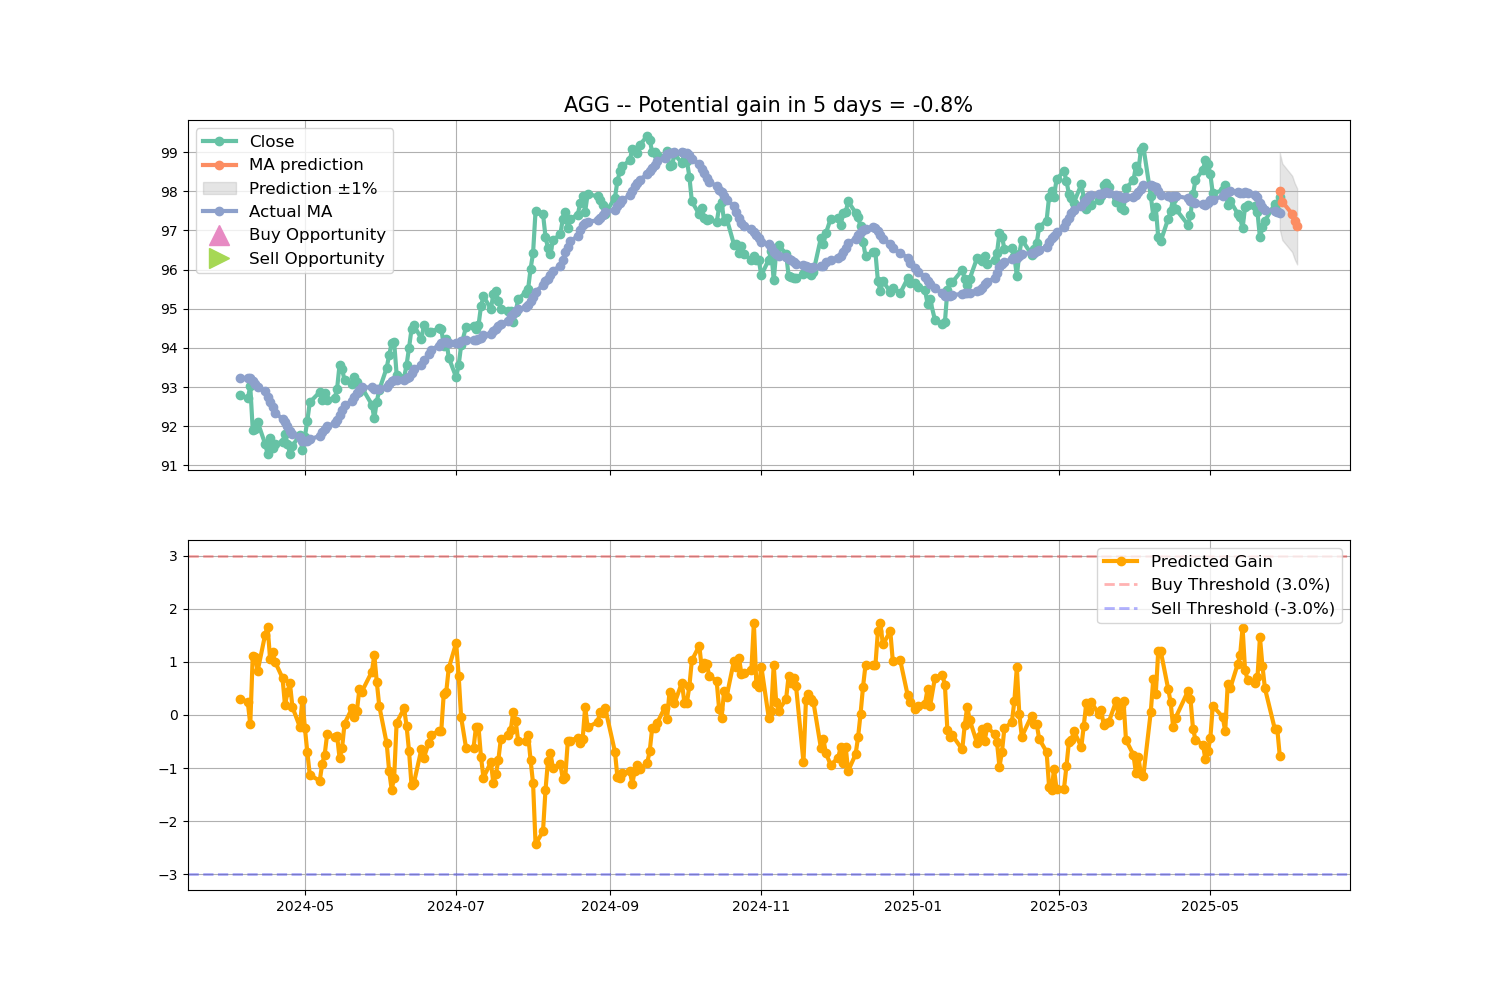 AGG -- Potential gain in 5 days = -0.8%
Close
MA prediction
Prediction ±1%
Actual MA
Buy Opportunity
Sell Opportunity
99
98
97
96
95
94
93
92
91
Predicted Gain
Buy Threshold (3.0%)
Sell Threshold (-3.0%)
3
2
1
0
−1
−2
−3
2024-05 2024-07 2024-09 2024-11 2025-01 2025-03 2025-05